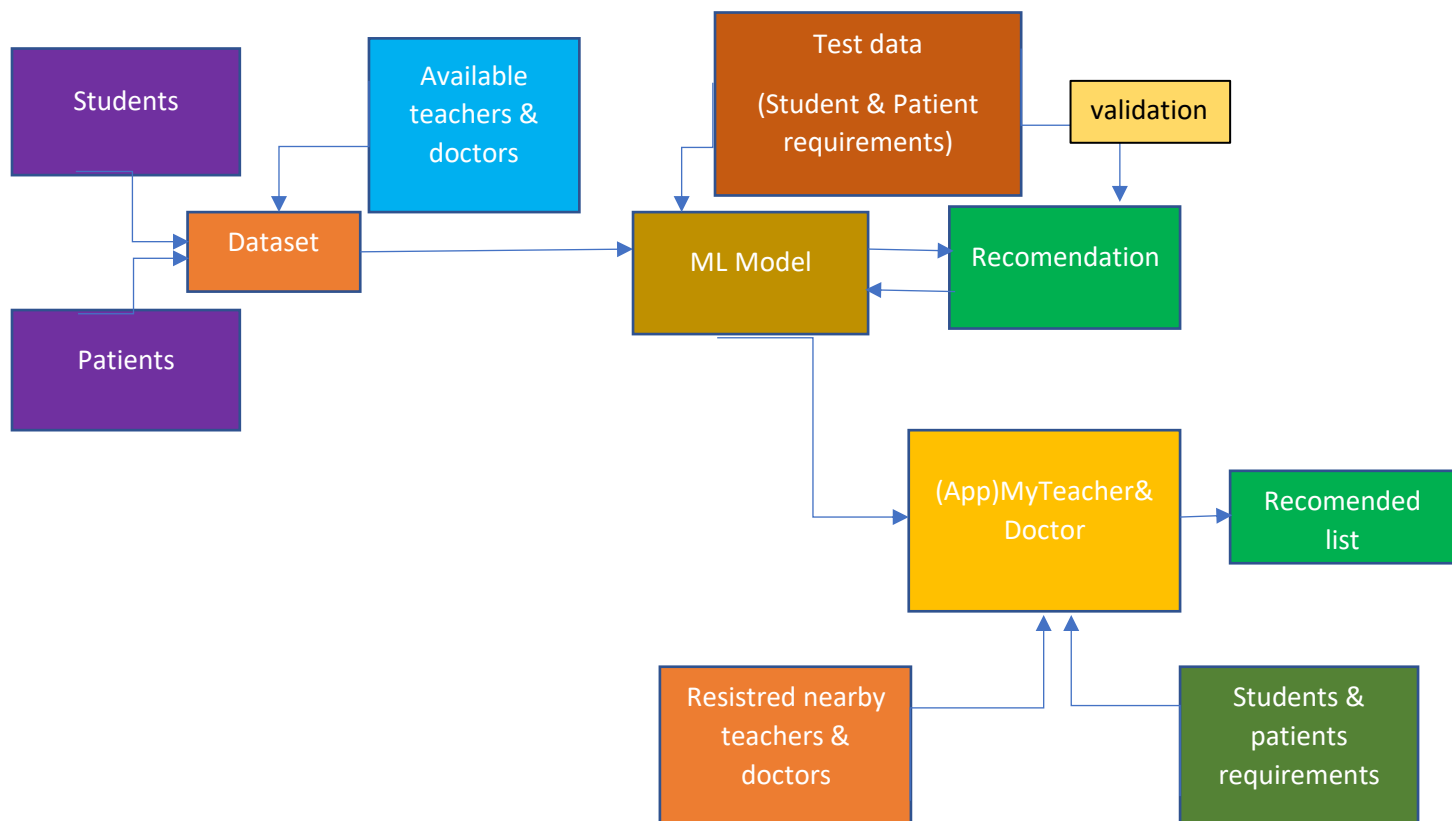 Students
Available
teachers &
doctors
Test data
(Student & Patient
requirements)
validation
Dataset
ML Model
Recomendation
Patients
(App)MyTeacher&
Doctor
Recomended
list
Resistred nearby
teachers &
doctors
Students &
patients
requirements